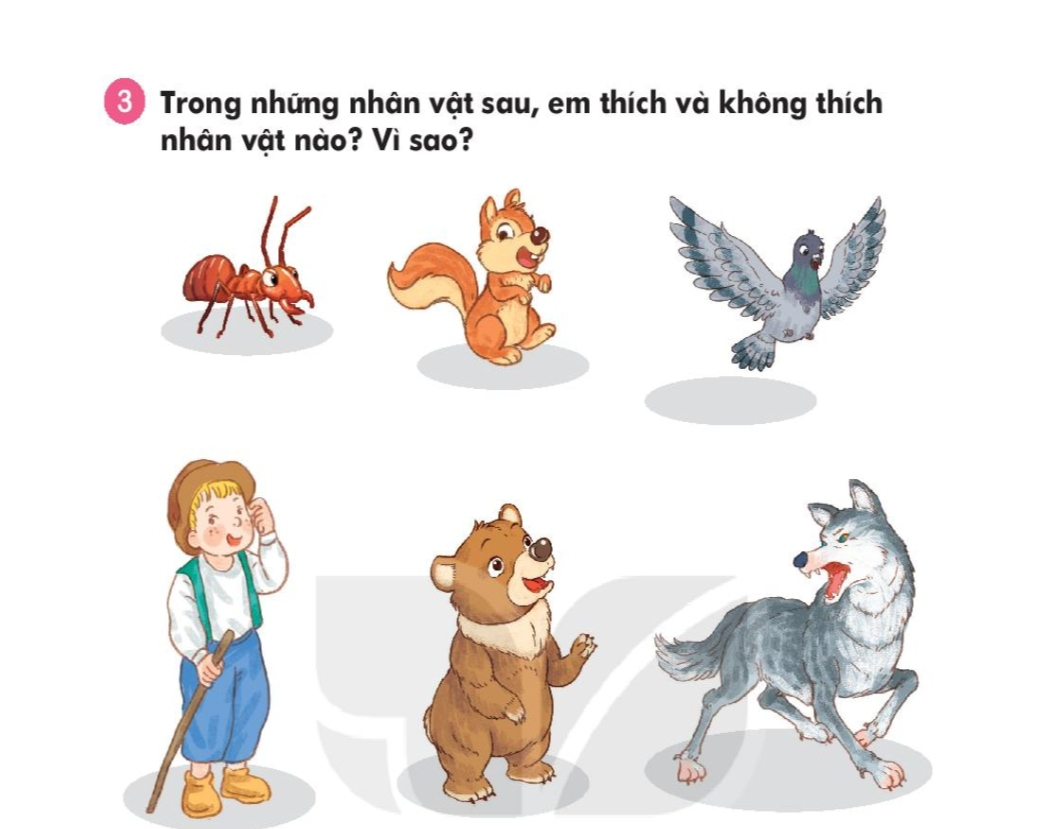 3 Trong những nhân vật sau, em thích và không thích
nhân vật nào? Vì sao?